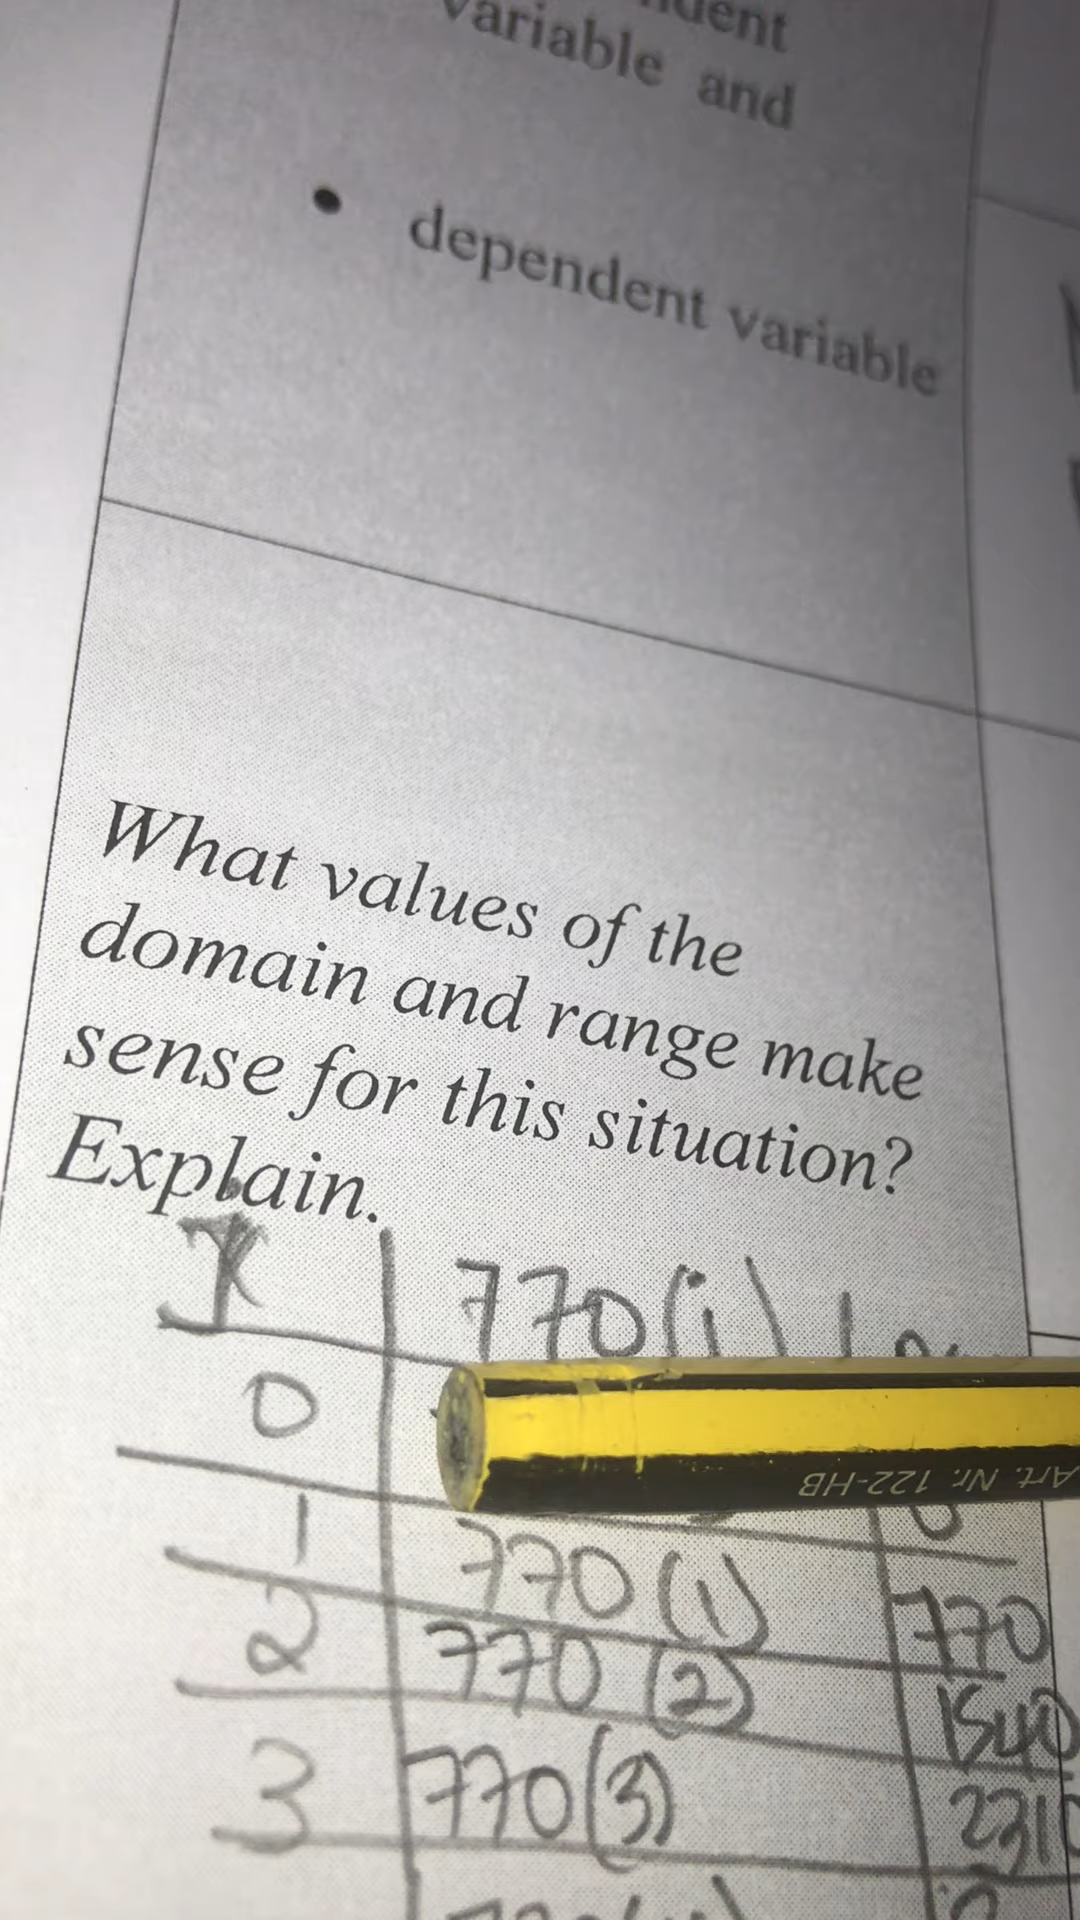 variable and
• dependent variable
What values of the
domain and range make
sense for this situation?
Explain.
x 770(i)
0
Art. Nr. 122-HB
1 770(1) 770
2 770(2) 1540
3 770(3)